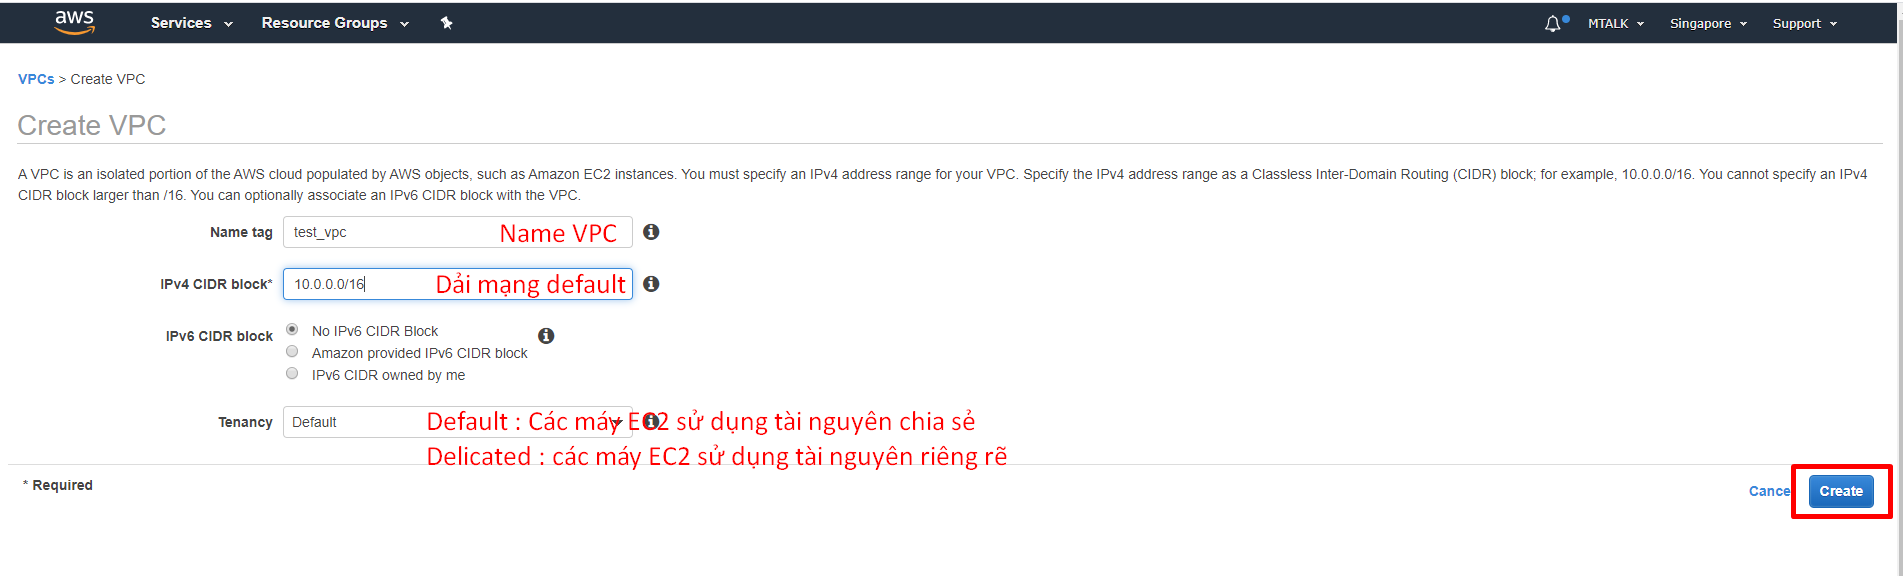 aws Services Resource Groups MTALK Singapore Support
VPCs > Create VPC
Create VPC
A VPC is an isolated portion of the AWS cloud populated by AWS objects, such as Amazon EC2 instances. You must specify an IPv4 address range for your VPC. Specify the IPv4 address range as a Classless Inter-Domain Routing (CIDR) block; for example, 10.0.0.0/16. You cannot specify an IPv4
CIDR block larger than /16. You can optionally associate an IPv6 CIDR block with the VPC.
Name tag test_vpc Name VPC
IPv4 CIDR block* 10.0.0.0/16 Dải mạng default
IPv6 CIDR block No IPv6 CIDR Block
Amazon provided IPv6 CIDR block
IPv6 CIDR owned by me
Tenancy Default Default : Các máy EC2 sử dụng tài nguyên chia sẻ
Delicated : các máy EC2 sử dụng tài nguyên riêng rẽ
* Required
Cance Create